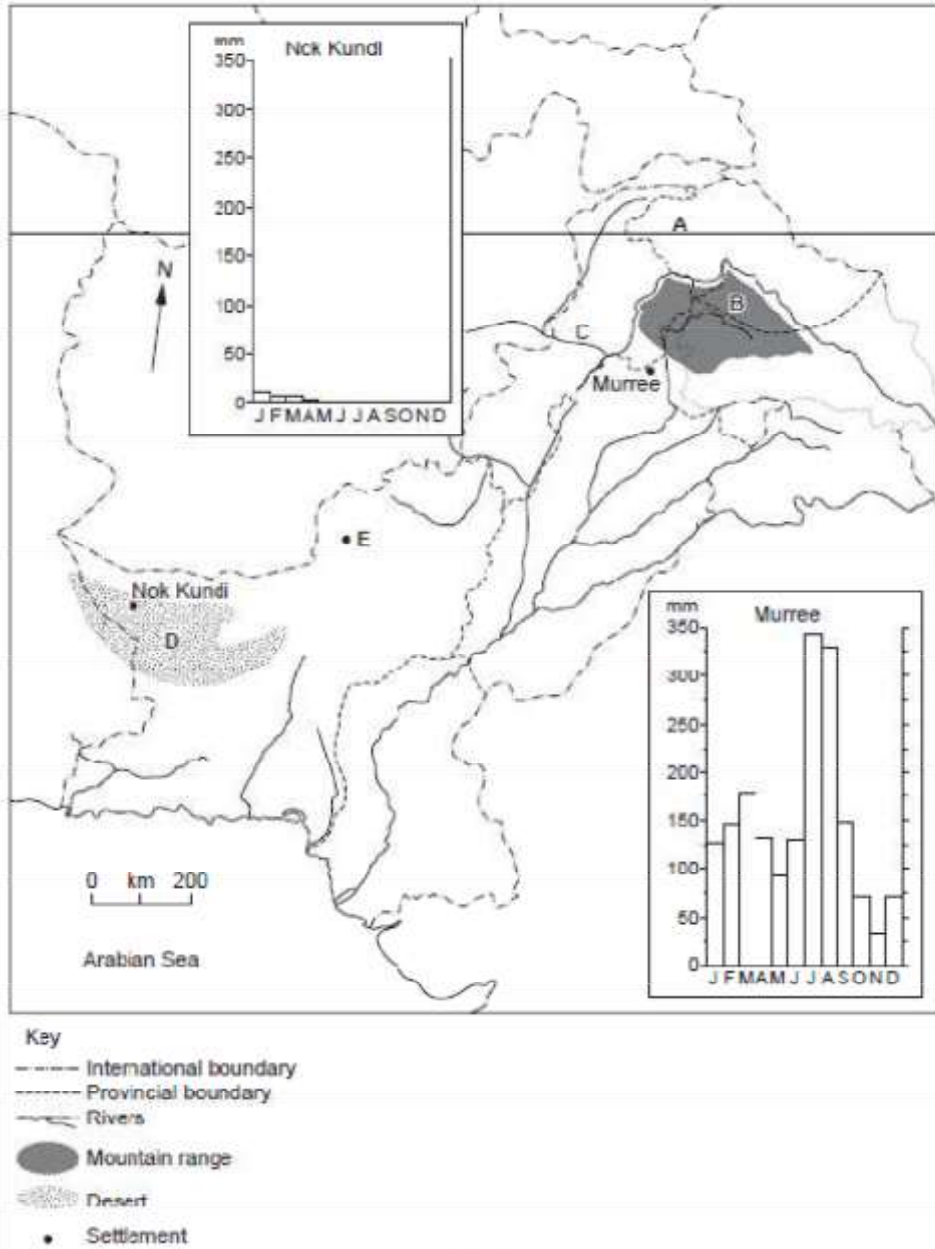 mm
Nck Kundi
350
300
250
200
150
100
50
0
J F M A M J J A S O N D
N
A
B
C
Murree
E
Nok Kundi
D
mm
Murree
350
300
250
200
150
100
50
0
J F M A M J J A S O N D
0 km 200
Arabian Sea
Key
International boundary
Provincial boundary
Rivers
Mountain range
Desert
Settlement